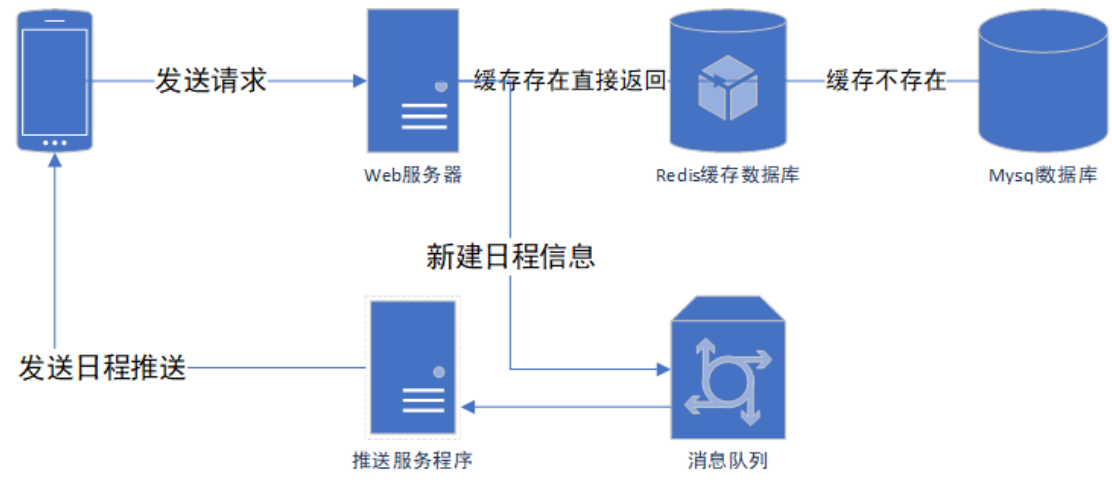 发送请求
缓存存在直接返回
缓存不存在
Web服务器
Redis缓存数据库
Mysql数据库
新建日程信息
发送日程推送
推送服务程序
消息队列